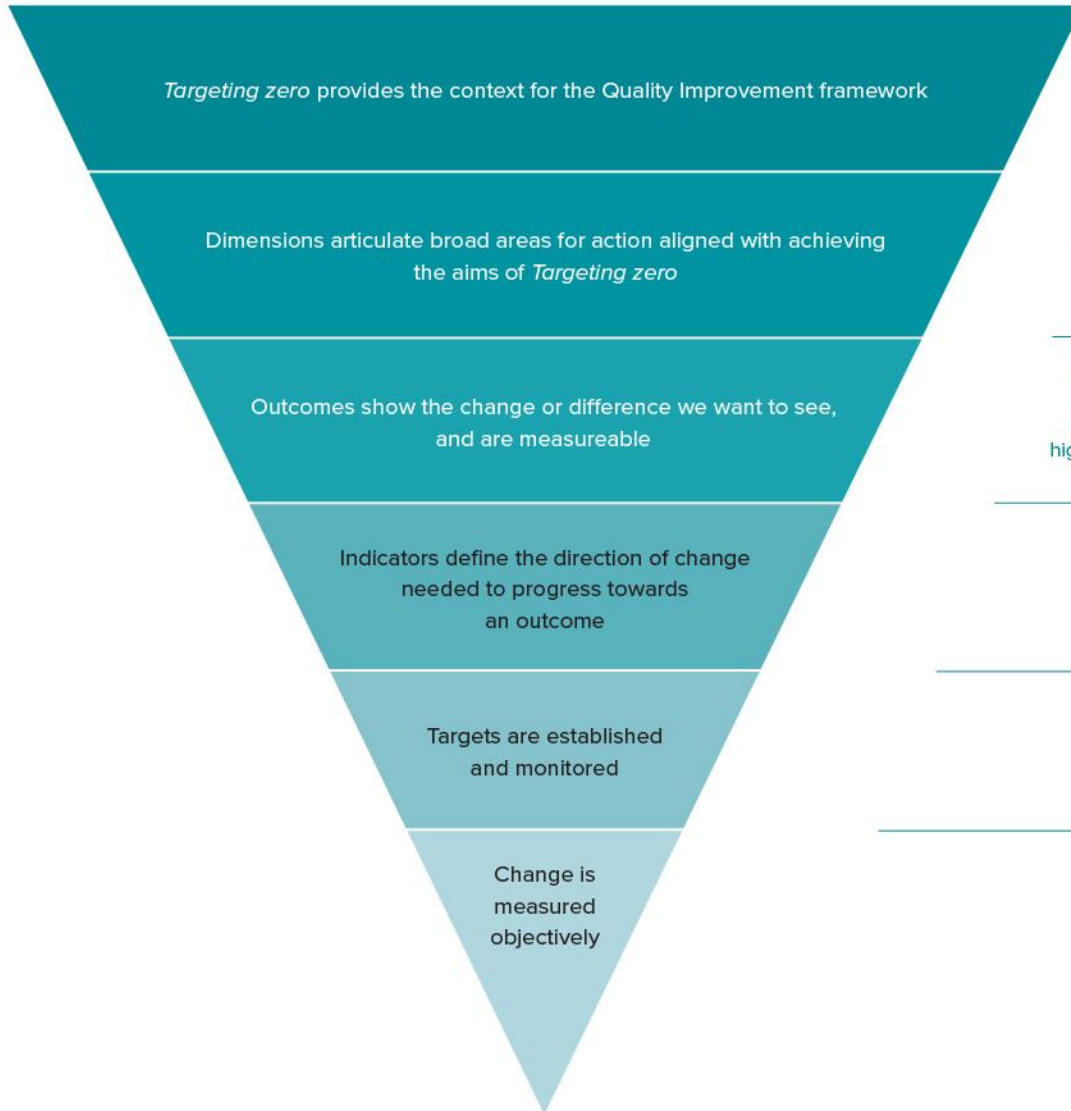 Targeting zero provides the context for the Quality Improvement framework
Dimensions articulate broad areas for action aligned with achieving
the aims of Targeting zero
Outcomes show the change or difference we want to see,
and are measureable
Indicators define the direction of change
needed to progress towards
an outcome
Targets are established
and monitored
Change is
measured
objectively